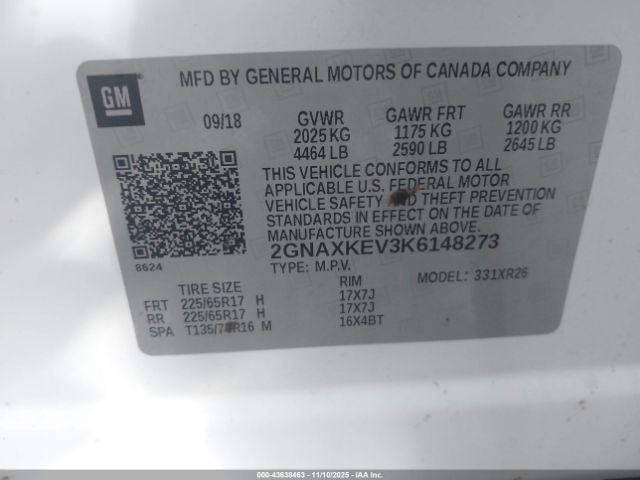 GM
MFD BY GENERAL MOTORS OF CANADA COMPANY
09/18 GVWR GAWR FRT GAWR RR
2025 KG 1175 KG 1200 KG
4464 LB 2590 LB 2645 LB
THIS VEHICLE CONFORMS TO ALL
APPLICABLE U.S. FEDERAL MOTOR
VEHICLE SAFETY AND THEFT PREVENTION
STANDARDS IN EFFECT ON THE DATE OF
MANUFACTURE SHOWN ABOVE.
2GNAXKEV3K6148273
8624
TYPE: M.P.V. MODEL: 331XR26
TIRE SIZE RIM
FRT 225/65R17 H 17X7J
RR 225/65R17 H 17X7J
SPA M 16X4BT
000-43638463 - 11/10/2025 - IAAI.COM